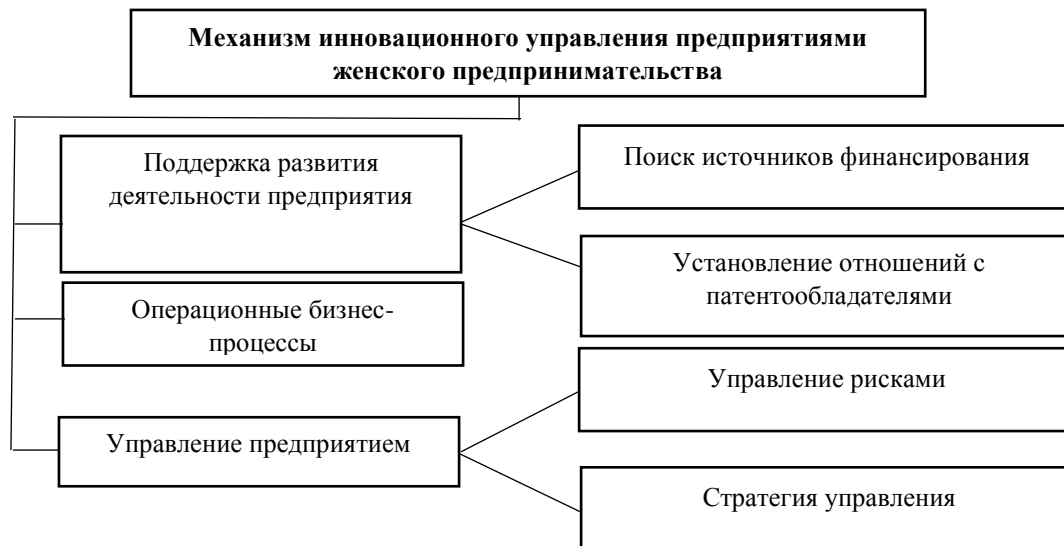 Механизм инновационного управления предприятиями
женского предпринимательства
Поддержка развития
деятельности предприятия
Поиск источников финансирования
Установление отношений с
патентообладателями
Операционные бизнес-
процессы
Управление предприятием
Управление рисками
Стратегия управления